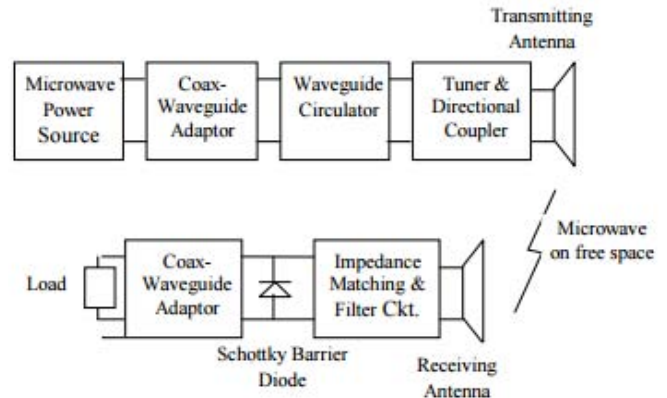 Transmitting
Antenna
Microwave
Power
Source
Coax-
Waveguide
Adaptor
Waveguide
Circulator
Tuner &
Directional
Coupler
Microwave
on free space
Load
Coax-
Waveguide
Adaptor
Impedance
Matching &
Filter Ckt.
Schottky Barrier
Diode
Receiving
Antenna